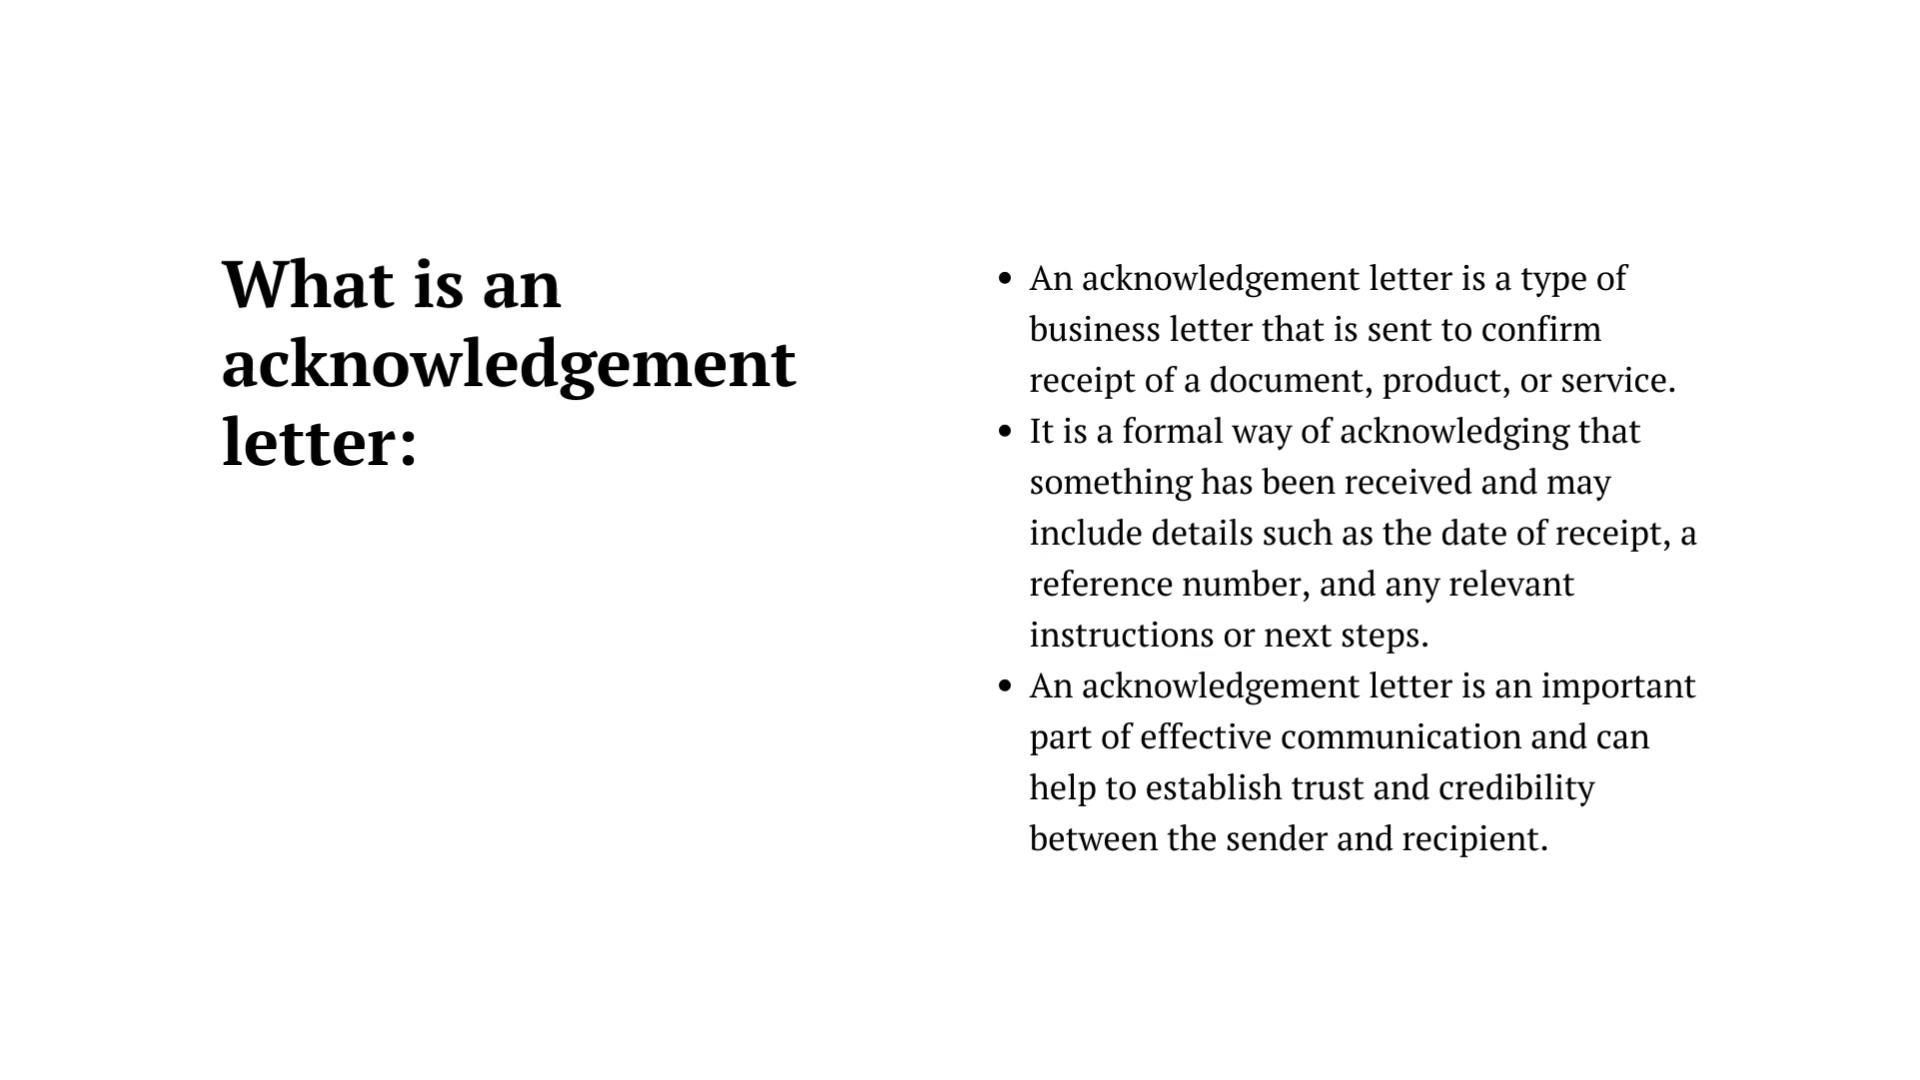 What is an
acknowledgement
letter:
• An acknowledgement letter is a type of
business letter that is sent to confirm
receipt of a document, product, or service.
• It is a formal way of acknowledging that
something has been received and may
include details such as the date of receipt, a
reference number, and any relevant
instructions or next steps.
• An acknowledgement letter is an important
part of effective communication and can
help to establish trust and credibility
between the sender and recipient.